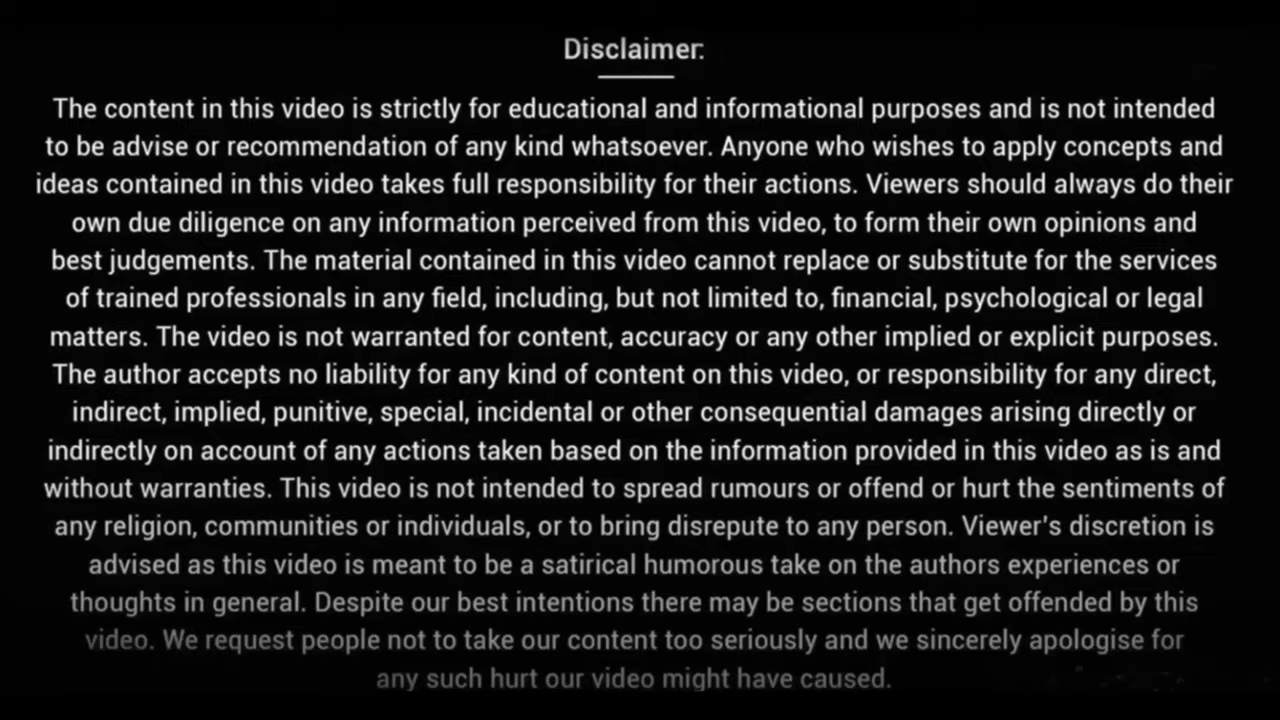 Disclaimer:
The content in this video is strictly for educational and informational purposes and is not intended
to be advise or recommendation of any kind whatsoever. Anyone who wishes to apply concepts and
ideas contained in this video takes full responsibility for their actions. Viewers should always do their
own due diligence on any information perceived from this video, to form their own opinions and
best judgements. The material contained in this video cannot replace or substitute for the services
of trained professionals in any field, including, but not limited to, financial, psychological or legal
matters. The video is not warranted for content, accuracy or any other implied or explicit purposes.
The author accepts no liability for any kind of content on this video, or responsibility for any direct,
indirect, implied, punitive, special, incidental or other consequential damages arising directly or
indirectly on account of any actions taken based on the information provided in this video as is and
without warranties. This video is not intended to spread rumours or offend or hurt the sentiments of
any religion, communities or individuals, or to bring disrepute to any person. Viewer's discretion is
advised as this video is meant to be a satirical humorous take on the authors experiences or
thoughts in general. Despite our best intentions there may be sections that get offended by this
video. We request people not to take our content too seriously and we sincerely apologise for
any such hurt our video might have caused.